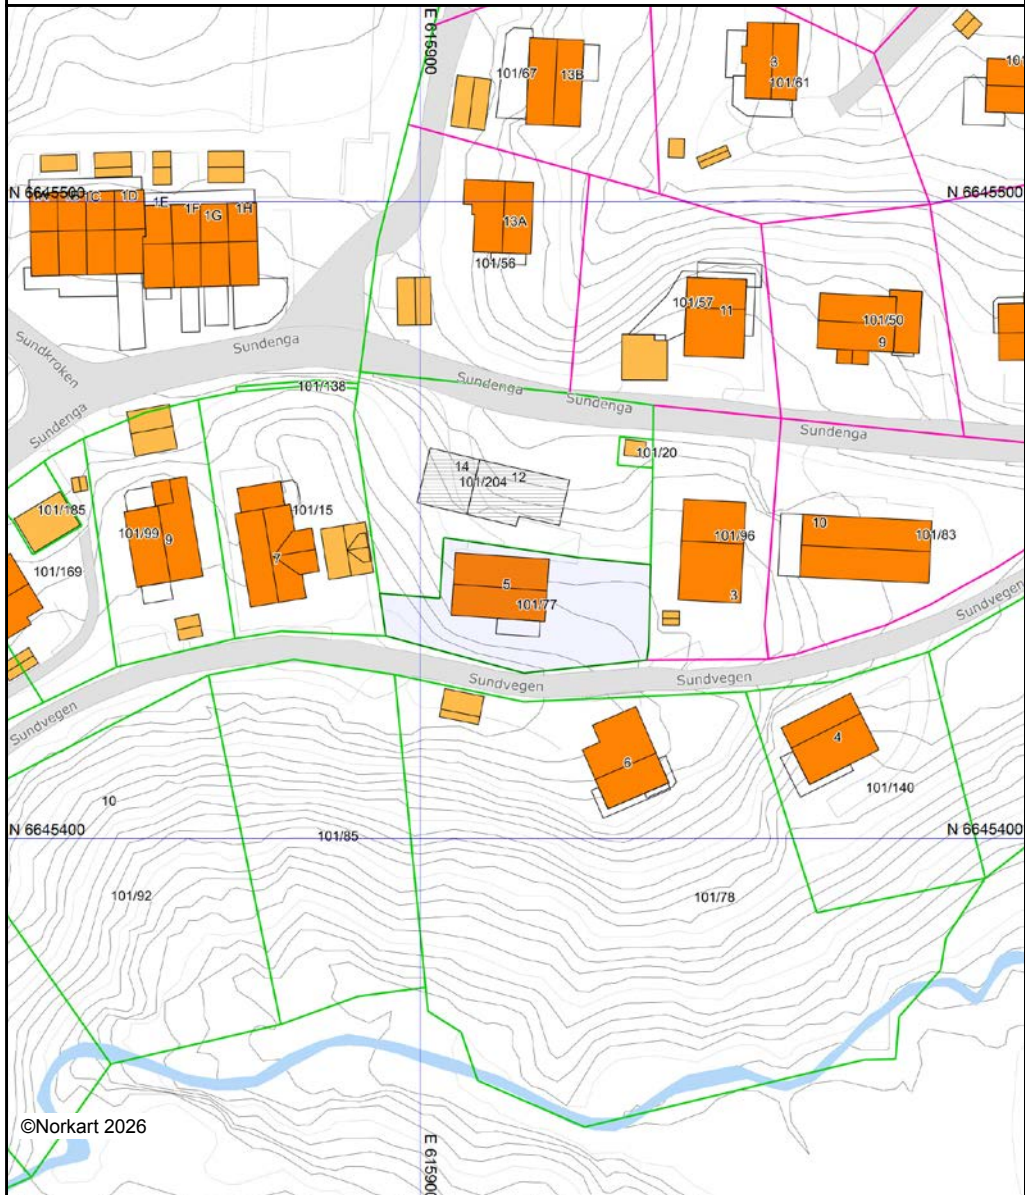 E 615900
101/67
13B
3
101/61
N 6645500
1C
1D
1E
1F
1G
1H
N 6645500
13A
101/56
101/57
11
101/50
9
Sundkroken
Sundenga
Sundenga
Sundenga
Sundenga
Sundenga
101/138
14
101/204
12
101/20
101/185
101/99
9
101/15
7
101/169
101/96
3
10
101/83
5
101/77
Sundvegen
Sundvegen
Sundvegen
Sundvegen
6
4
101/140
10
N 6645400
N 6645400
101/85
101/92
101/78
©Norkart 2026
E 615900